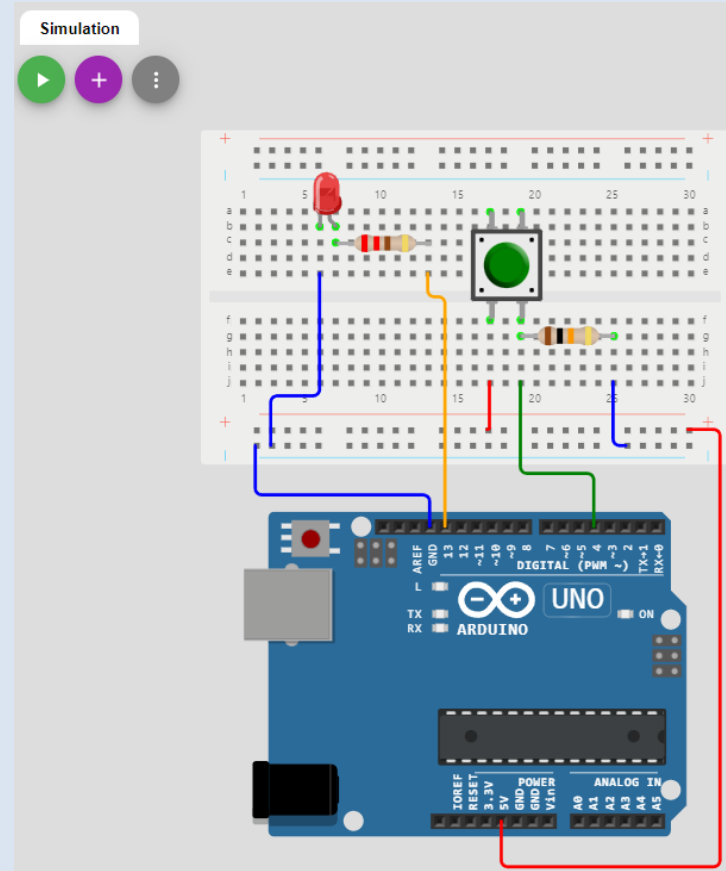 Simulation
+ +
1 5 10 15 20 25 30
a a
b b
c c
d d
e e
f f
g g
h h
i i
j j
1 5 10 15 20 25 30
+ +
AREF GND 13 12 ~11 ~10 ~9 8 7 ~6 ~5 4 ~3 2 TX→1 RX←0
DIGITAL (PWM ~)
L
TX
RX
UNO
ON
ARDUINO
IOREF RESET 3.3V 5V GND GND Vin
POWER
ANALOG IN
A0 A1 A2 A3 A4 A5